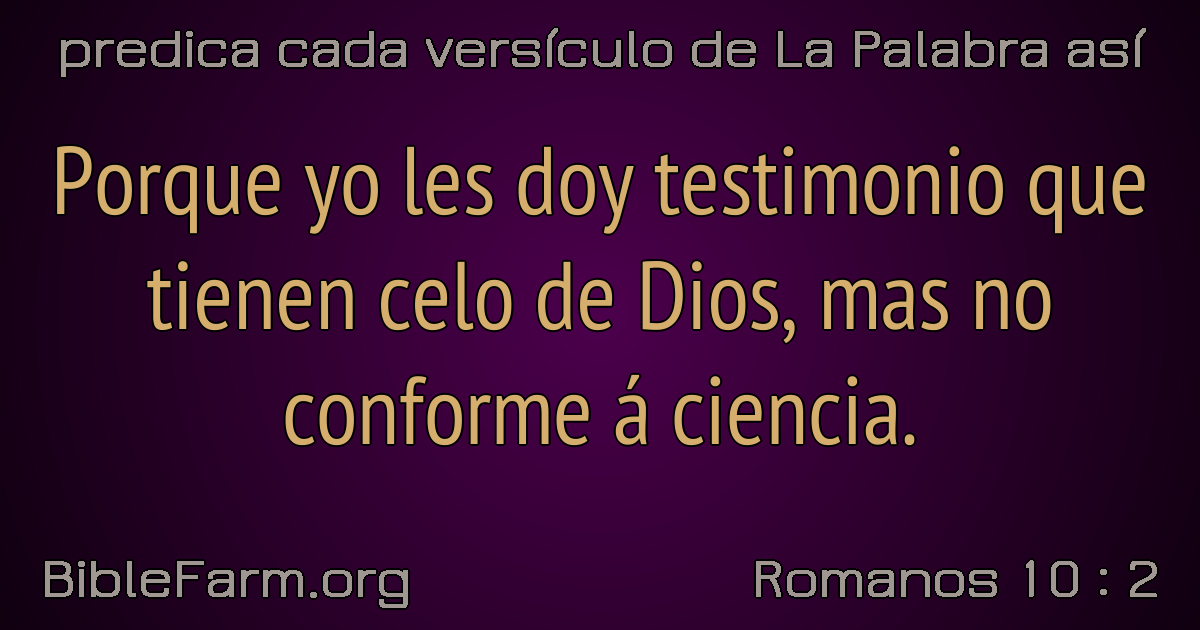 predica cada versículo de La Palabra así
Porque yo les doy testimonio que
tienen celo de Dios, mas no
conforme á ciencia.
BibleFarm.org
Romanos 10 : 2